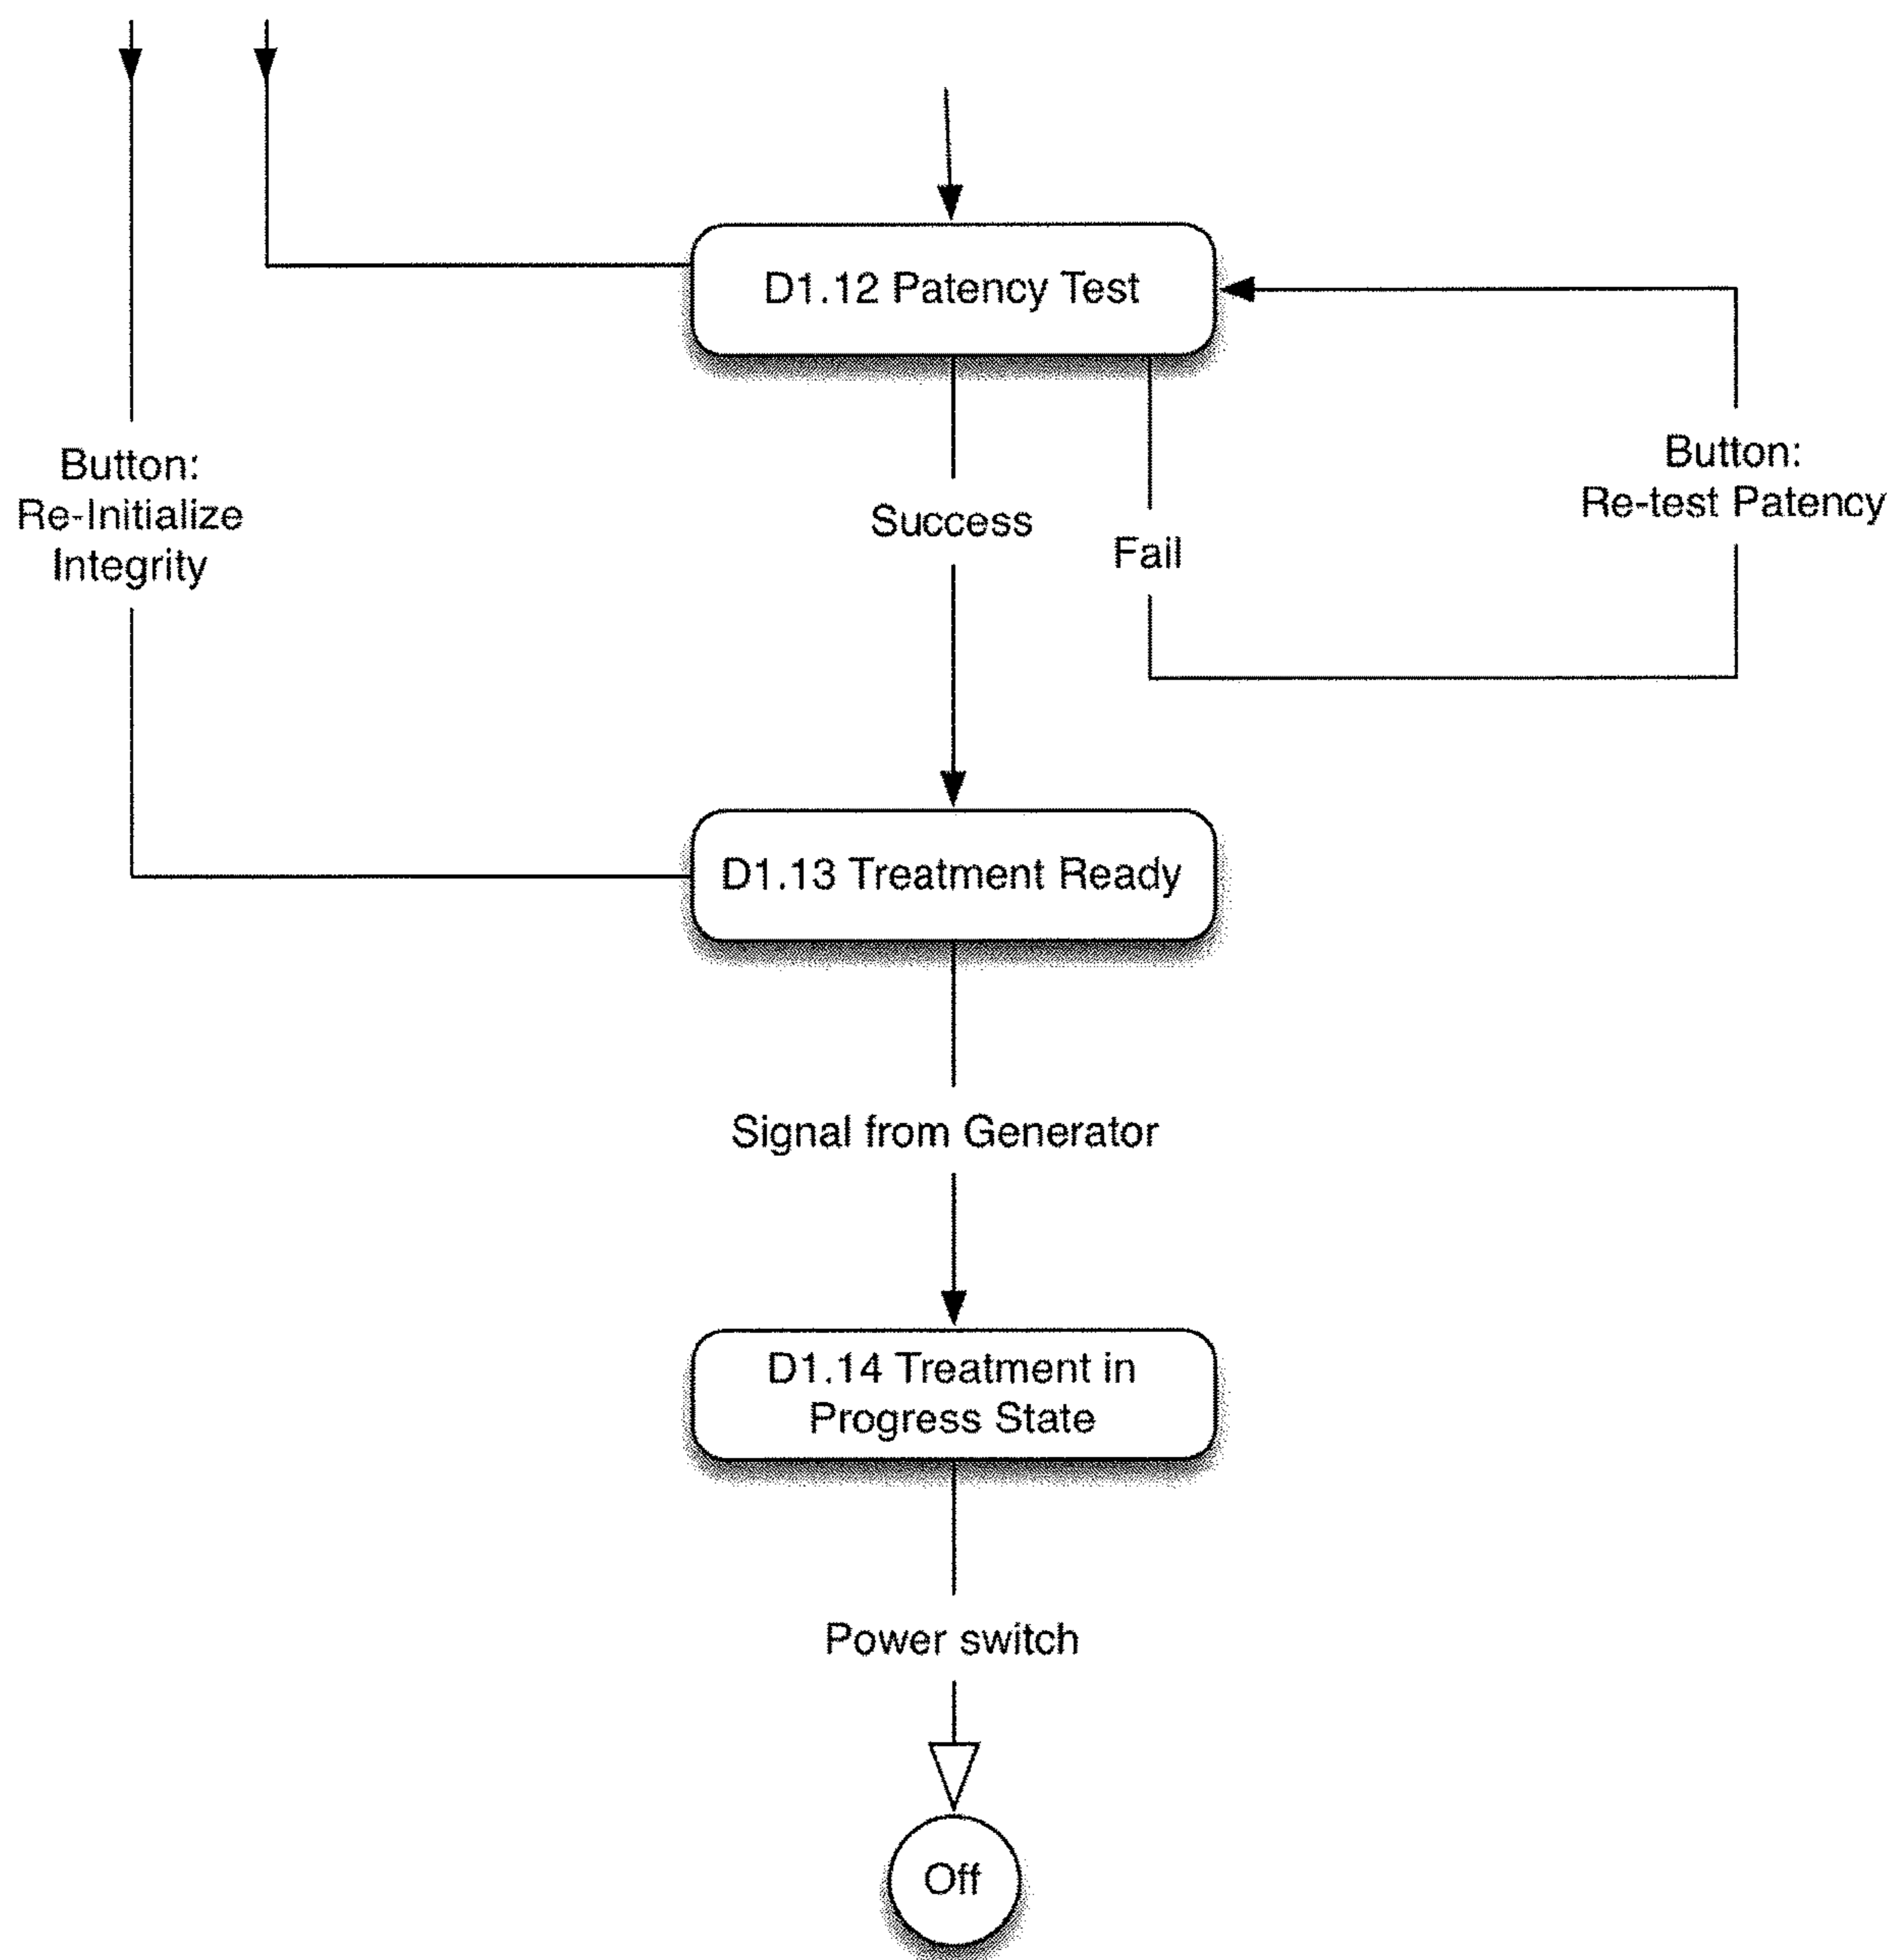 D1.12 Patency Test
Button:
Re-Initialize
Integrity
Success
Fail
Button:
Re-test Patency
D1.13 Treatment Ready
Signal from Generator
D1.14 Treatment in
Progress State
Power switch
Off